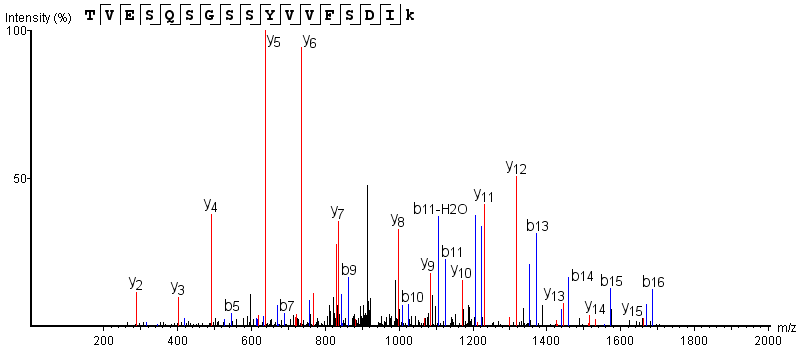 Intensity (%) T V E S Q S G S S Y V V F S D I k
100
y5 y6
50
y12
y4 y7 y8 b11-H2O y11
b13
b11
y9 y10
b9 b14
y2 y3 b5 b7 b10 y13 y14 b15 y15 b16
200 400 600 800 1000 1200 1400 1600 1800 2000 m/z